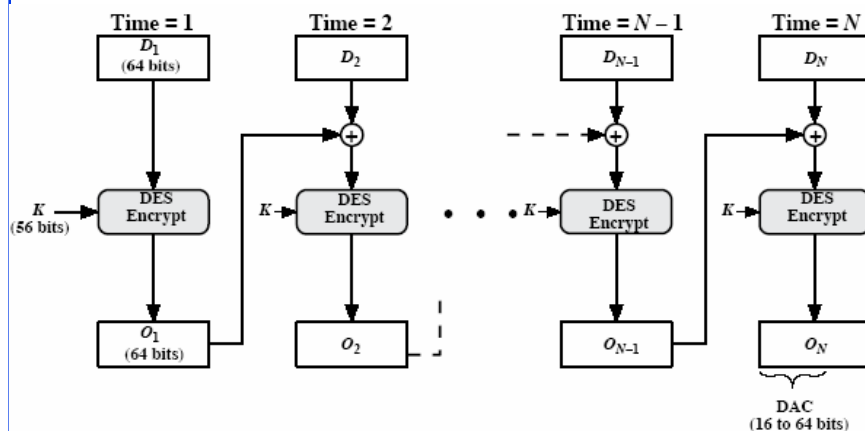 Time = 1 Time = 2 Time = N – 1 Time = N
D1 (64 bits)
D2
DN–1
DN
+ + +
K (56 bits)
DES Encrypt
K
DES Encrypt
• • •
K
DES Encrypt
K
DES Encrypt
O1 (64 bits)
O2
ON–1
ON
DAC
(16 to 64 bits)